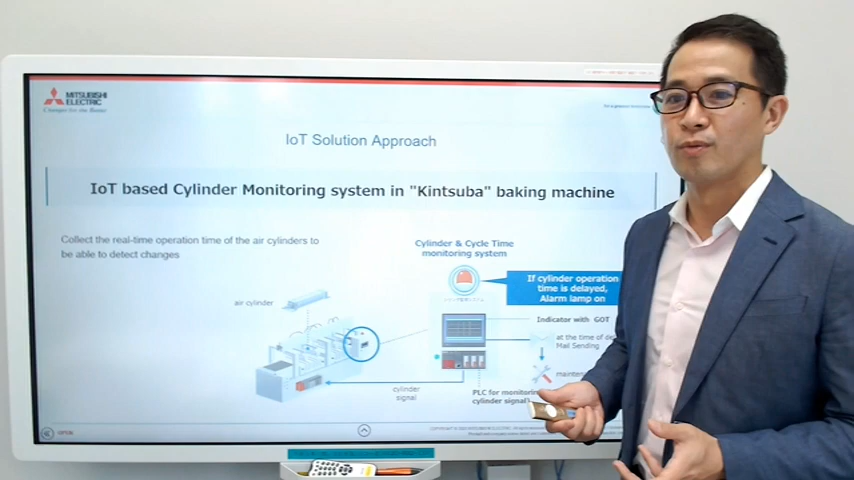 MITSUBISHI
ELECTRIC
Changes for the Better
IoT Solution Approach
IoT based Cylinder Monitoring system in "Kintsuba" baking machine
Collect the real-time operation time of the air cylinders to
be able to detect changes
Cylinder & Cycle Time
monitoring system
If cylinder operation
time is delayed,
Alarm lamp on
air cylinder
Indicator with GOT
at the time of
Mail Sending
cylinder
signal
PLC for monitoring
cylinder signal